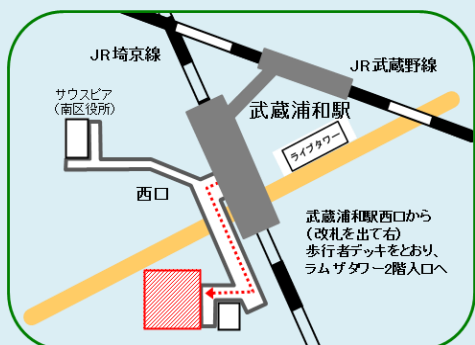 JR埼京線
JR武蔵野線
サウスピア
(南区役所)
武蔵浦和駅
ライブタワー
西口
武蔵浦和駅西口から
(改札を出て右)
歩行者デッキをとおり、
ラムザタワー2階入口へ